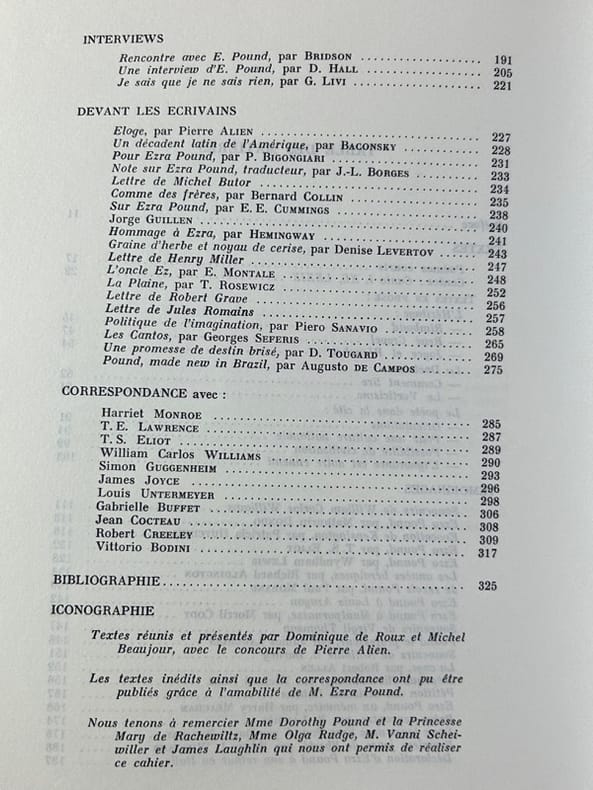 INTERVIEWS
Rencontre avec E. Pound, par BRIDSON 191
Une interview d'E. Pound, par D. HALL 205
Je sais que je ne sais rien, par G. LIVI 221
DEVANT LES ECRIVAINS
Eloge, par Pierre ALIEN 227
Un décadent latin de l'Amérique, par BACONSKY 228
Pour Ezra Pound, par P. BIGONGIARI 231
Note sur Ezra Pound, traducteur, par J.-L. BORGES 233
Lettre de Michel Butor 234
Comme des frères, par Bernard COLLIN 235
Sur Ezra Pound, par E. E. CUMMINGS 238
Jorge GUILLEN 240
Hommage à Ezra, par HEMINGWAY 241
Graine d'herbe et noyau de cerise, par Denise LEVERTOV 243
Lettre de Henry Miller 247
L'oncle Ez, par E. MONTALE 248
La Plaine, par T. ROSEWICZ 252
Lettre de Robert Grave 256
Lettre de Jules Romains 257
Politique de l'imagination, par Piero SANAVIO 258
Les Cantos, par Georges SEFERIS 265
Une promesse de destin brisé, par D. TOUGARD 269
Pound, made new in Brazil, par Augusto DE CAMPOS 275
CORRESPONDANCE avec :
Harriet MONROE 285
T. E. LAWRENCE 287
T. S. ELIOT 289
William Carlos WILLIAMS 290
Simon GUGGENHEIM 293
James JOYCE 296
Louis UNTERMEYER 298
Gabrielle BUFFET 306
Jean COCTEAU 308
Robert CREELEY 309
Vittorio BODINI 317
BIBLIOGRAPHIE 325
ICONOGRAPHIE
Textes réunis et présentés par Dominique de Roux et Michel
Beaujour, avec le concours de Pierre Alien.
Les textes inédits ainsi que la correspondance ont pu être
publiés grâce à l'amabilité de M. Ezra Pound.
Nous tenons à remercier Mme Dorothy Pound et la Princesse
Mary de Rachewiltz, Mme Olga Rudge, M. Vanni Schei-
willer et James Laughlin qui nous ont permis de réaliser
ce cahier.